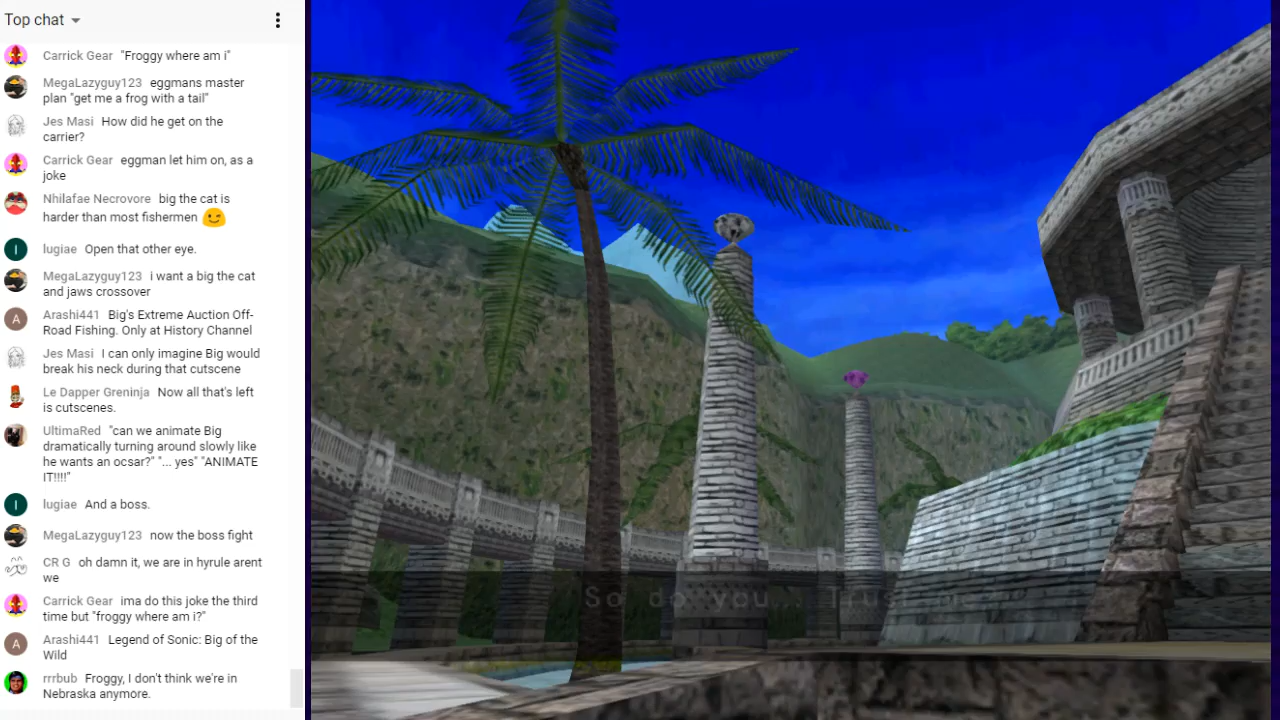 Top chat
Carrick Gear "Froggy where am i"
MegaLazyguy123 eggmans master
plan "get me a frog with a tail"
Jes Masi How did he get on the
carrier?
Carrick Gear eggman let him on, as a
joke
Nhilafae Necrovore big the cat is
harder than most fishermen
I
lugiae Open that other eye.
MegaLazyguy123 i want a big the cat
and jaws crossover
A
Arashi441 Big's Extreme Auction Off-
Road Fishing. Only at History Channel
Jes Masi I can only imagine Big would
break his neck during that cutscene
Le Dapper Greninja Now all that's left
is cutscenes.
UltimaRed "can we animate Big
dramatically turning around slowly like
he wants an ocsar?" "... yes" "ANIMATE
IT!!!!"
I
lugiae And a boss.
MegaLazyguy123 now the boss fight
CR G oh damn it, we are in hyrule arent
we
Carrick Gear ima do this joke the third
time but "froggy where am i?"
A
Arashi441 Legend of Sonic: Big of the
Wild
rrrbub Froggy, I don't think we're in
Nebraska anymore.
So do you...